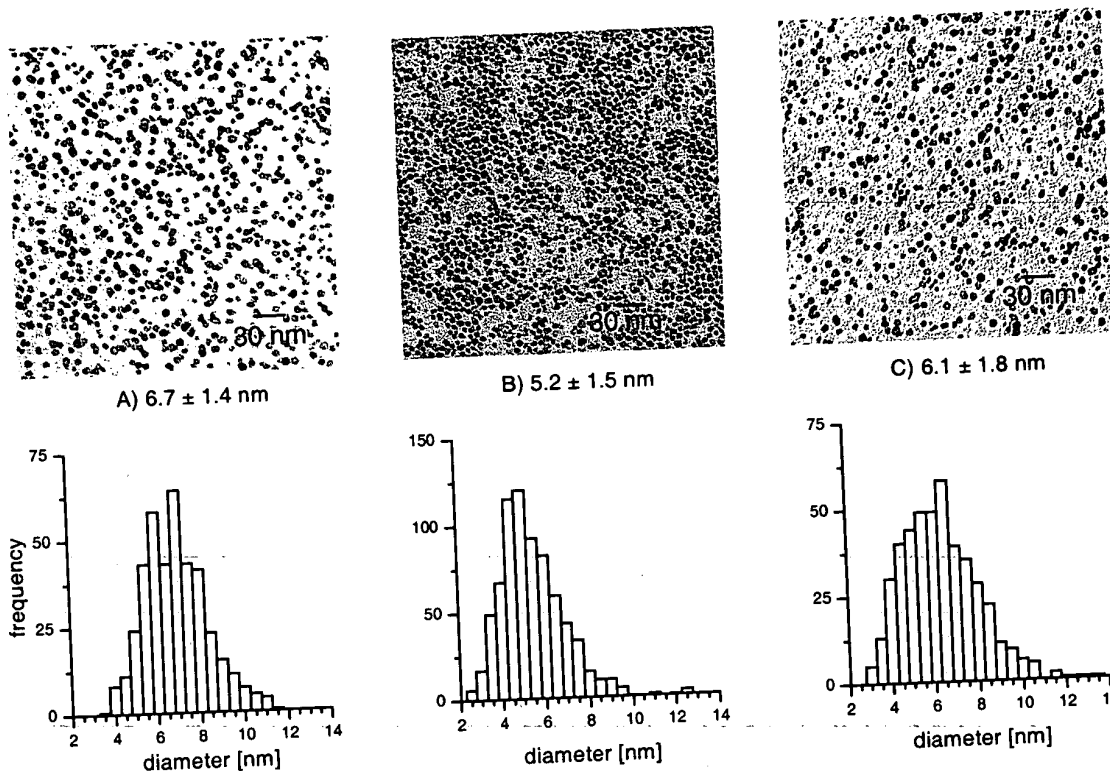 30 nm
30 nm
30 nm
A) 6.7 ± 1.4 nm
B) 5.2 ± 1.5 nm
C) 6.1 ± 1.8 nm
75
50
25
0
frequency
2 4 6 8 10 12 14
diameter [nm]
150
100
50
0
2 4 6 8 10 12 14
diameter [nm]
75
50
25
0
2 4 6 8 10 12 14
diameter [nm]